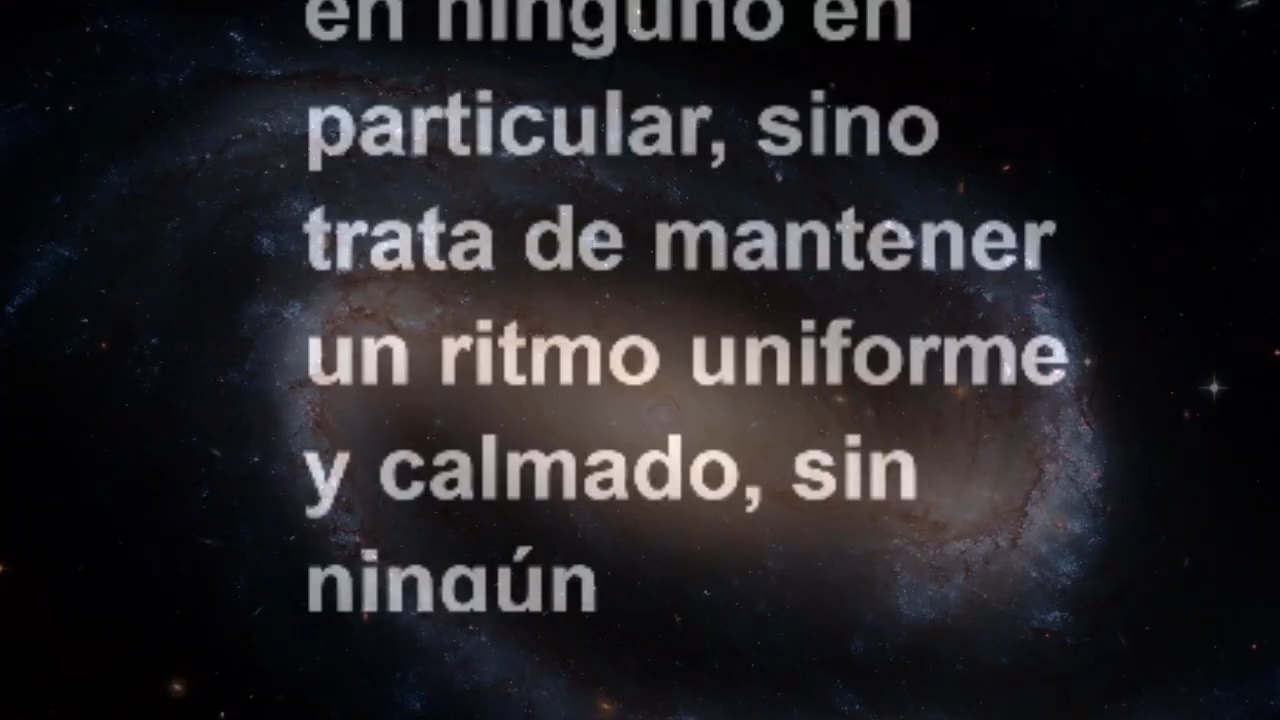 en ninguno en
particular, sino
trata de mantener
un ritmo uniforme
y calmado, sin
ningún